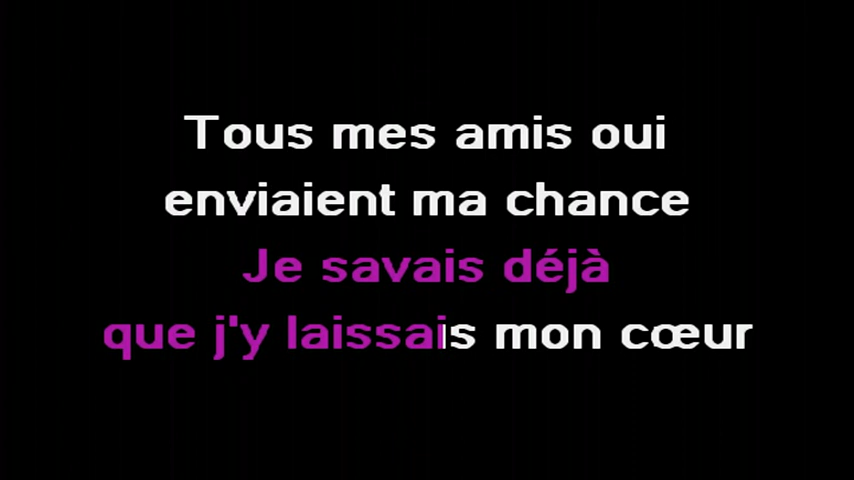 Tous mes amis oui
enviaient ma chance
Je savais déjà
que j'y laissais mon cœur